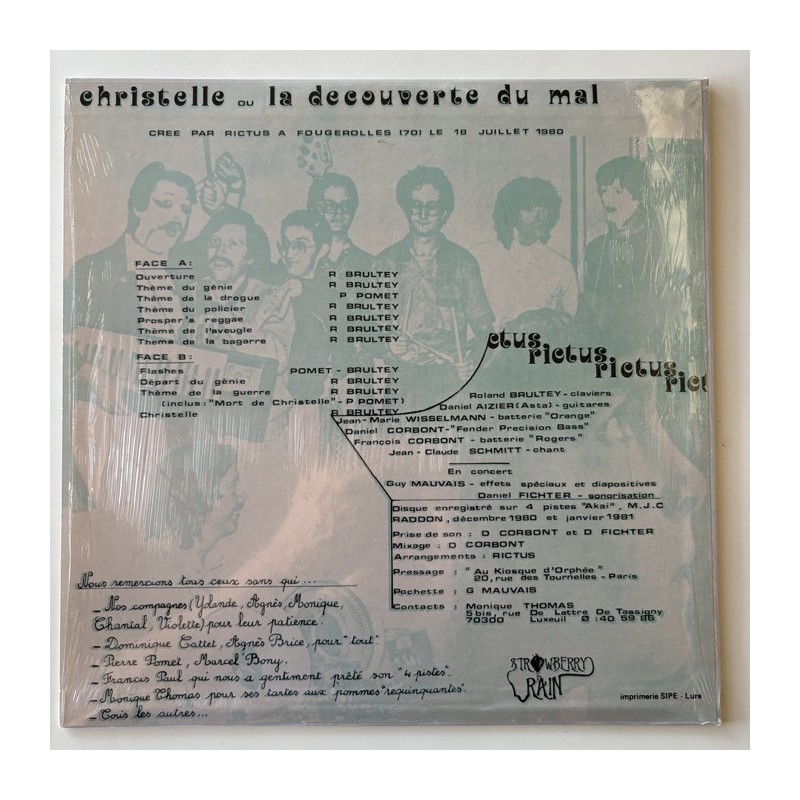 christelle ou la decouverte du mal
CREE PAR RICTUS A FOUGEROLLES (70) LE 18 JUILLET 1980
FACE A:
Ouverture R BRULTEY
Thème du génie R BRULTEY
Thème de la drogue P POMET
Thème du policier R BRULTEY
Prosper's reggae R BRULTEY
Thème de l'aveugle R BRULTEY
Theme de la bagarre R BRULTEY
FACE B:
Flashes POMET - BRULTEY
Départ du génie R BRULTEY
Thème de la guerre R BRULTEY
(inclus: "Mort de Christelle" - P POMET)
Christelle R BRULTEY
ctus rictus rictus rict
Roland BRULTEY - claviers
Daniel AIZIER (Asta) - guitares
Jean-Marie WISSELMANN - batterie "Orange"
Daniel CORBONT - "Fender Precision Bass"
François CORBONT - batterie "Rogers"
Jean-Claude SCHMITT - chant
En concert
Guy MAUVAIS - effets spéciaux et diapositives
Daniel FICHTER - sonorisation
Disque enregistré sur 4 pistes "Akai", M.J.C
RADDON, décembre 1980 et janvier 1981
Prise de son : D CORBONT et D FICHTER
Mixage : D CORBONT
Arrangements : RICTUS
Pressage : "Au Kiosque d'Orphée"
20, rue des Tournelles - Paris
Pochette : G MAUVAIS
Contacts : Monique THOMAS
5 bis, rue De Lattre De Tassigny
70300 Luxeuil Ø : 40 59 86
Nous remercions tous ceux sans qui ...
- Nos compagnes (Yolande, Agnès, Monique,
Chantal, Violette) pour leur patience.
- Dominique Cattet, Agnès Brice, pour "tout"
- Pierre Pomet, Marcel Bony.
- Francis Paul qui nous a gentiment prêté son "4 pistes".
- Monique Thomas pour ses tartes aux pommes "requinquantes".
- Tous les autres...
STRAWBERRY
RAIN
imprimerie SIPE - Lure